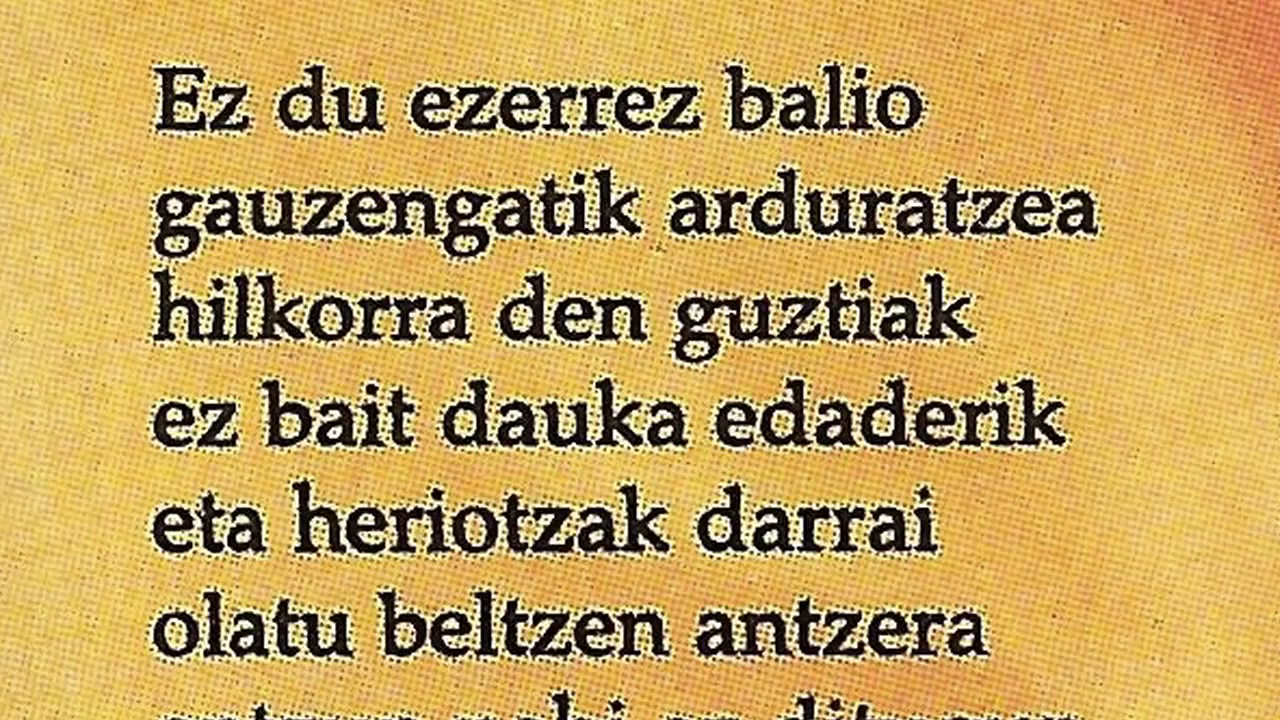 Ez du ezerrez balio
gauzengatik arduratzea
hilkorra den guztiak
ez bait dauka edaderik
eta heriotzak darrai
olatu beltzen antzera